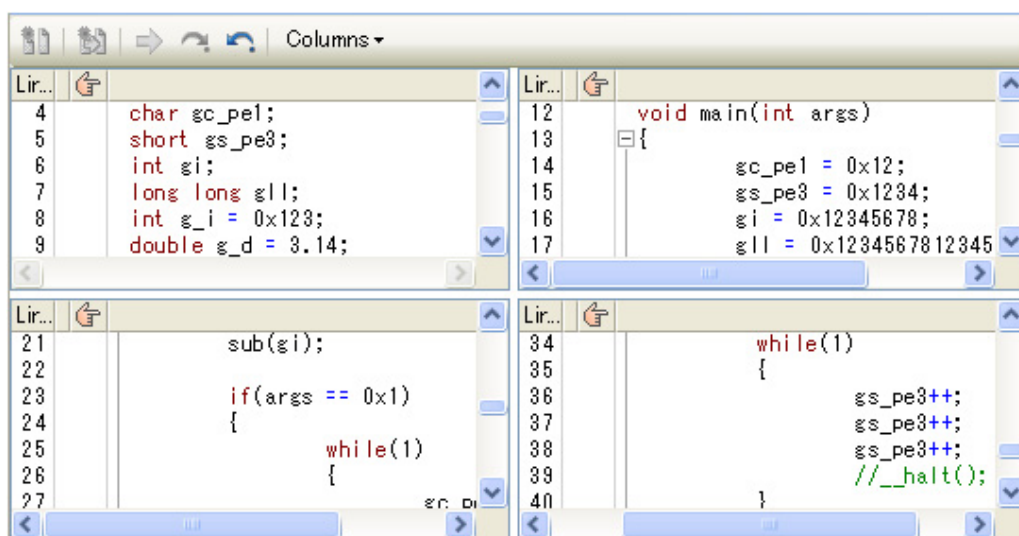 Columns
Lir...
4 char gc_pe1;
5 short gs_pe3;
6 int gi;
7 long long gll;
8 int g_i = 0x123;
9 double g_d = 3.14;
Lir...
12 void main(int args)
13 {
14 gc_pe1 = 0x12;
15 gs_pe3 = 0x1234;
16 gi = 0x12345678;
17 gll = 0x1234567812345
Lir...
21 sub(gi);
22
23 if(args == 0x1)
24 {
25 while(1)
26 {
27
Lir...
34 while(1)
35 {
36 gs_pe3++;
37 gs_pe3++;
38 gs_pe3++;
39 //__halt();
40 }